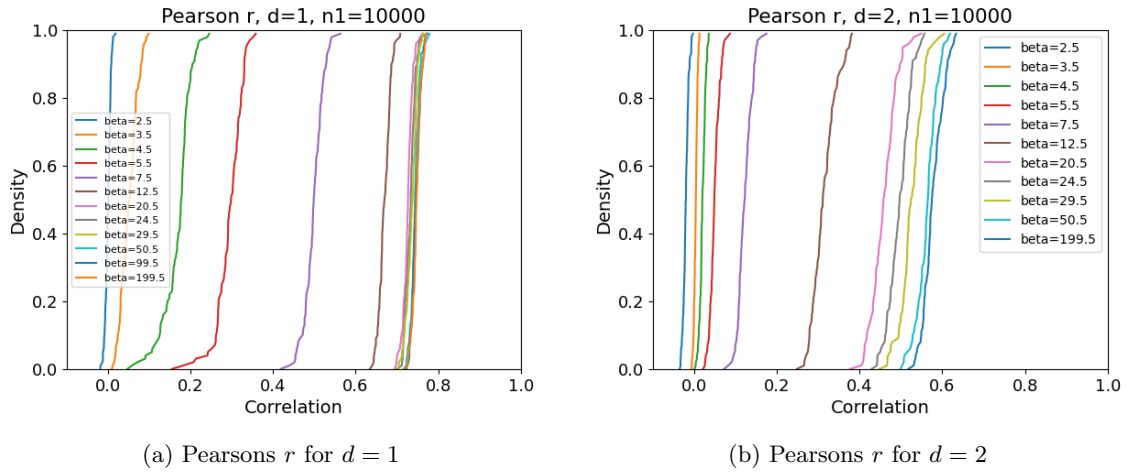 Pearson r, d=1, n1=10000
1.0
0.8
0.6
0.4
0.2
0.0
Density
beta=2.5
beta=3.5
beta=4.5
beta=5.5
beta=7.5
beta=12.5
beta=20.5
beta=24.5
beta=29.5
beta=50.5
beta=99.5
beta=199.5
0.0 0.2 0.4 0.6 0.8 1.0
Correlation
(a) Pearsons r for d = 1
Pearson r, d=2, n1=10000
1.0
0.8
0.6
0.4
0.2
0.0
Density
beta=2.5
beta=3.5
beta=4.5
beta=5.5
beta=7.5
beta=12.5
beta=20.5
beta=24.5
beta=29.5
beta=50.5
beta=199.5
0.0 0.2 0.4 0.6 0.8 1.0
Correlation
(b) Pearsons r for d = 2